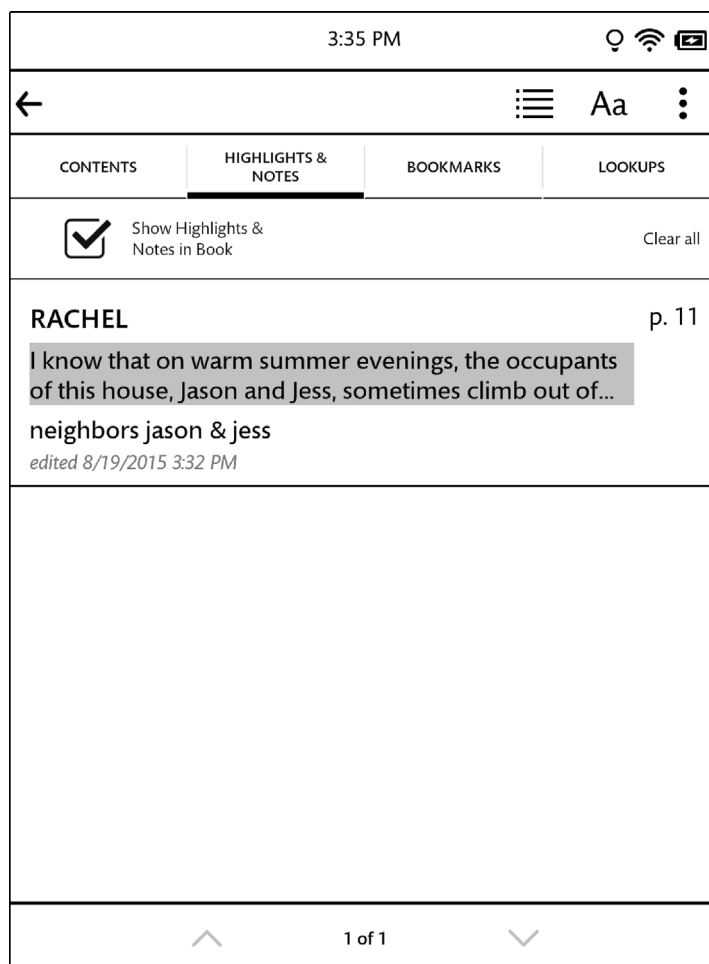 3:35 PM
Aa
CONTENTS
HIGHLIGHTS &
NOTES
BOOKMARKS
LOOKUPS
Show Highlights &
Notes in Book
Clear all
RACHEL
p. 11
I know that on warm summer evenings, the occupants
of this house, Jason and Jess, sometimes climb out of...
neighbors jason & jess
edited 8/19/2015 3:32 PM
1 of 1